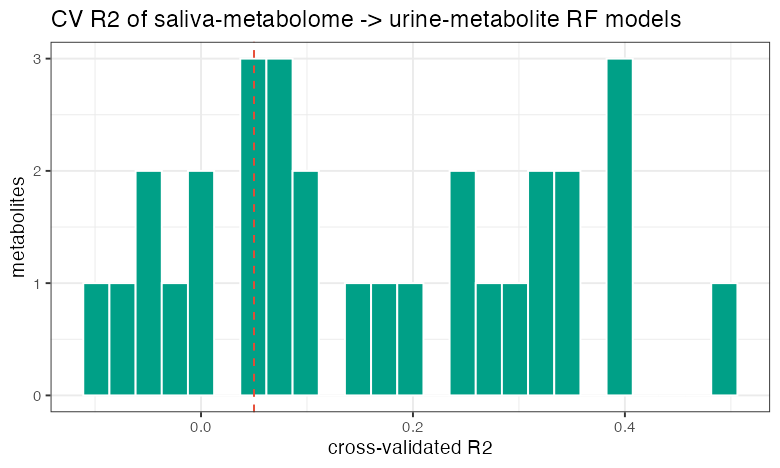 CV R2 of saliva-metabolome -> urine-metabolite RF models
metabolites
3
2
1
0
0.0 0.2 0.4
cross-validated R2